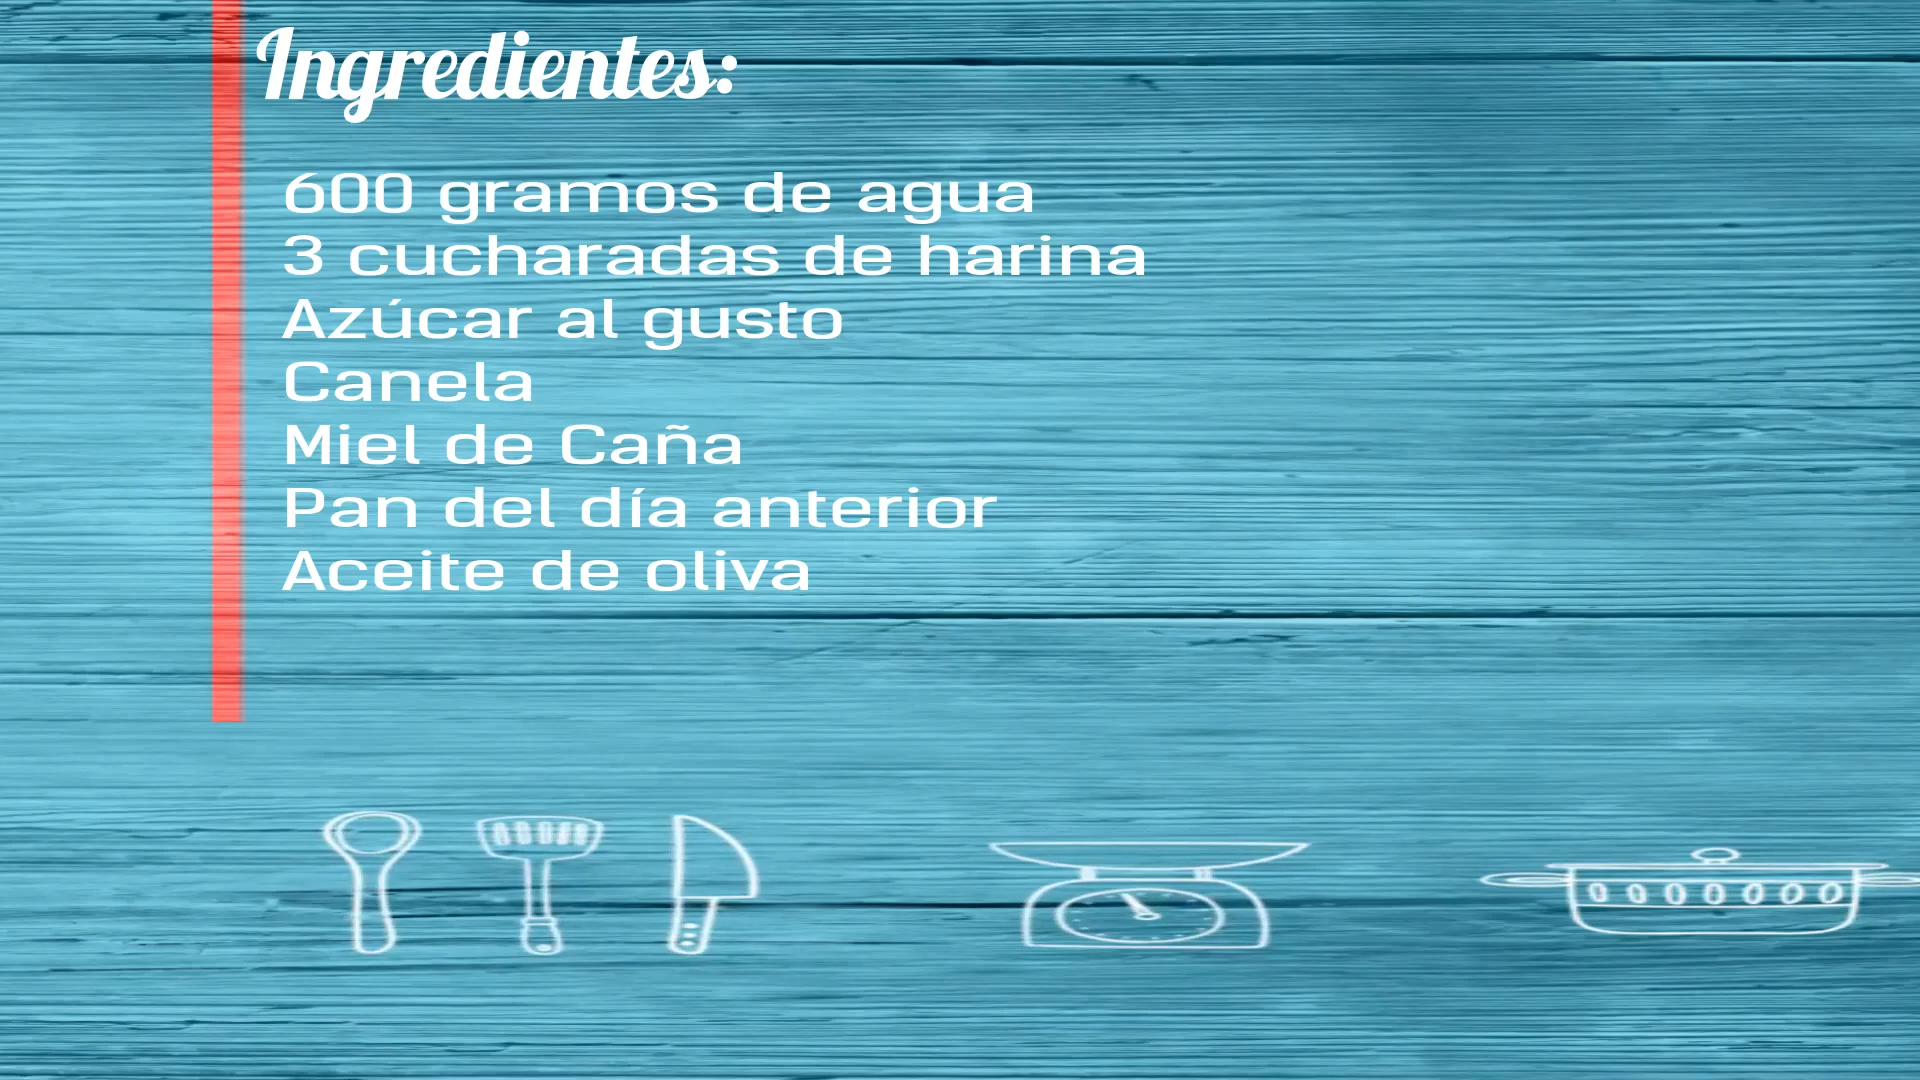 Ingredientes:
600 gramos de agua
3 cucharadas de harina
Azúcar al gusto
Canela
Miel de Caña
Pan del día anterior
Aceite de oliva